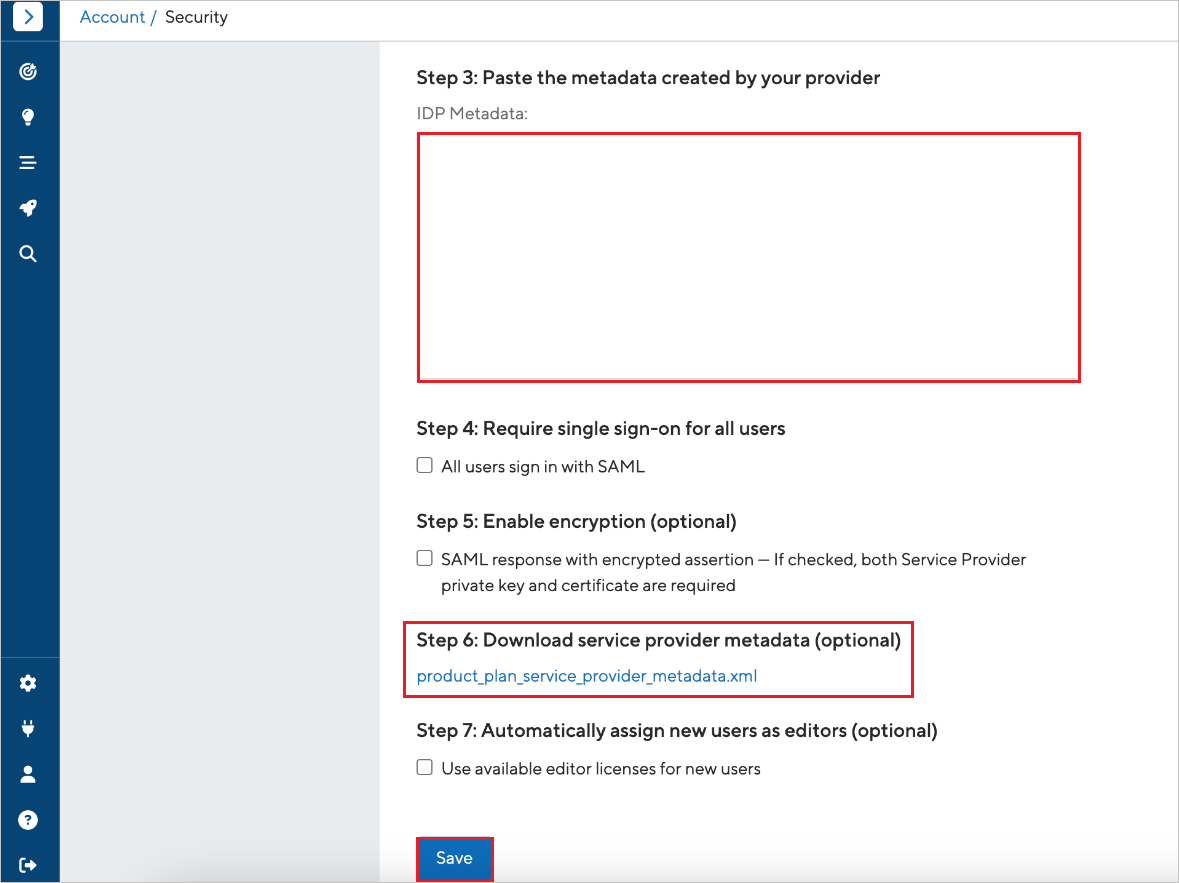 Account / Security
Step 3: Paste the metadata created by your provider
IDP Metadata:
Step 4: Require single sign-on for all users
All users sign in with SAML
Step 5: Enable encryption (optional)
SAML response with encrypted assertion — If checked, both Service Provider
private key and certificate are required
Step 6: Download service provider metadata (optional)
product_plan_service_provider_metadata.xml
Step 7: Automatically assign new users as editors (optional)
Use available editor licenses for new users
Save